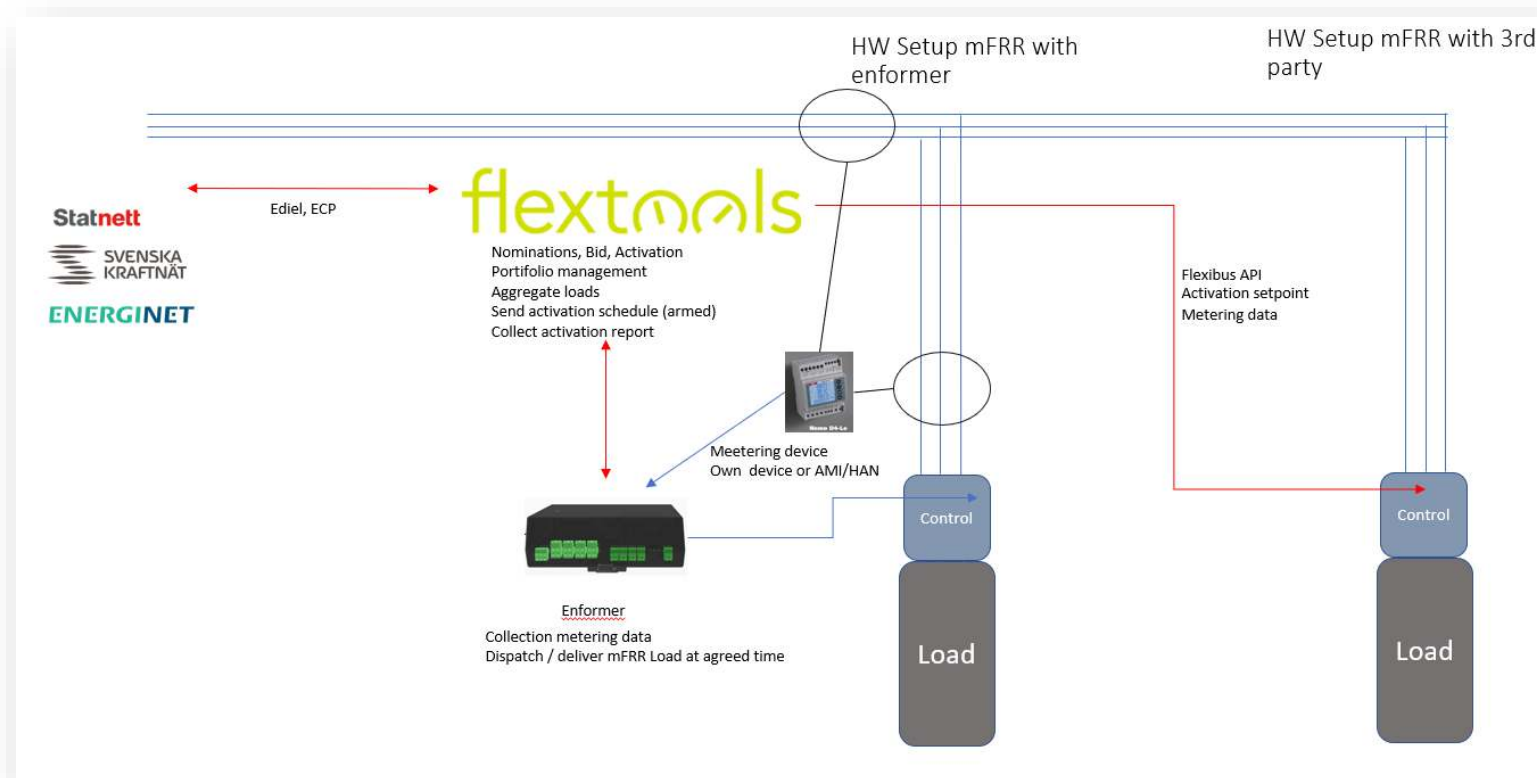 HW Setup mFRR with
enformer
HW Setup mFRR with 3rd
party
Statnett
SVENSKA
KRAFTNÄT
ENERGINET
Ediel, ECP
flextools
Nominations, Bid, Activation
Portifolio management
Aggregate loads
Send activation schedule (armed)
Collect activation report
Flexibus API
Activation setpoint
Metering data
Meetering device
Own device or AMI/HAN
Control
Load
Enformer
Collection metering data
Dispatch / deliver mFRR Load at agreed time
Control
Load